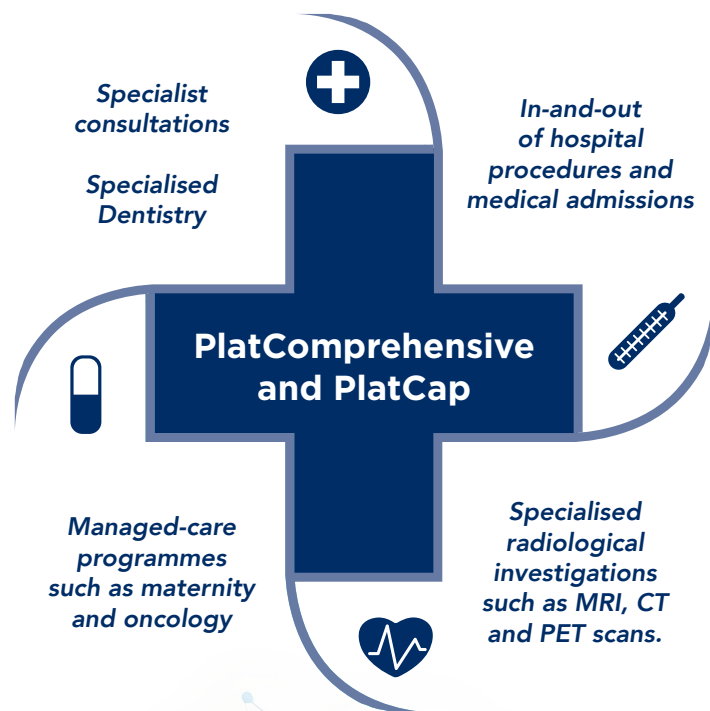 Specialist
consultations
Specialised
Dentistry
In-and-out
of hospital
procedures and
medical admissions
PlatComprehensive
and PlatCap
Managed-care
programmes
such as maternity
and oncology
Specialised
radiological
investigations
such as MRI, CT
and PET scans.